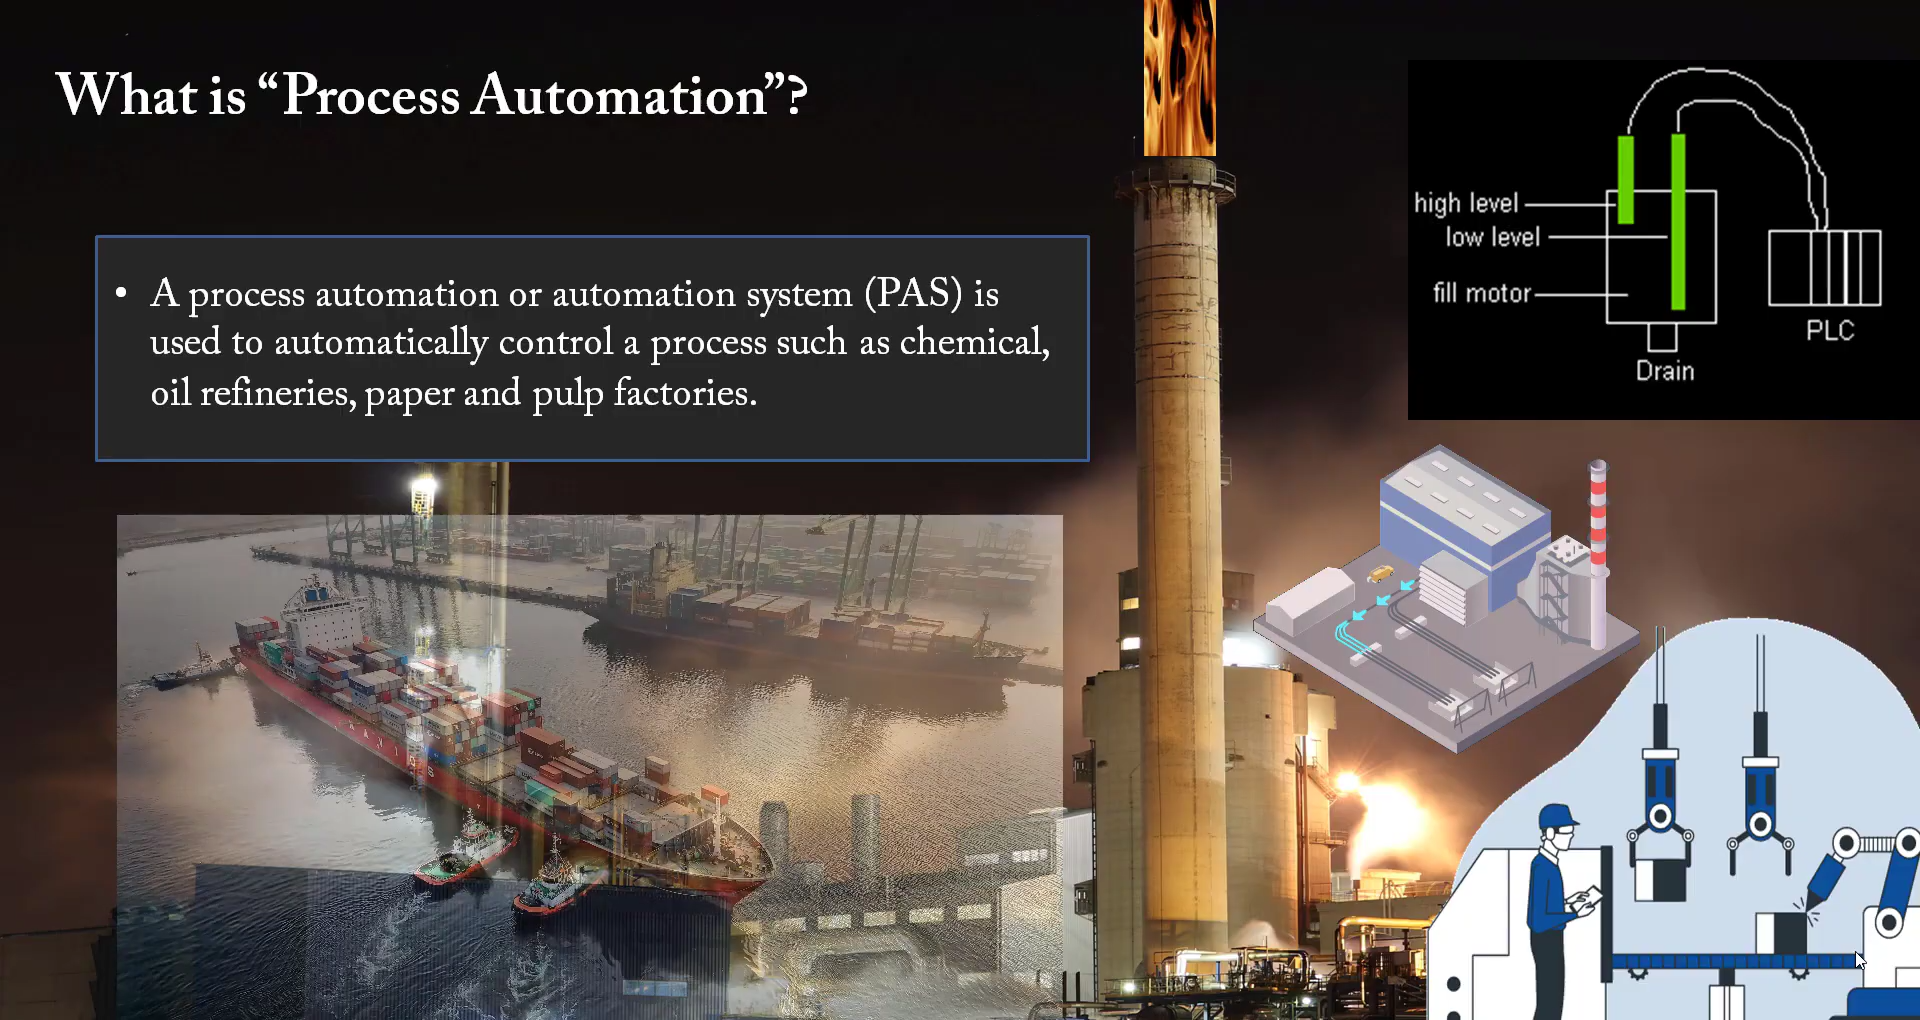 What is “Process Automation”?
• A process automation or automation system (PAS) is
used to automatically control a process such as chemical,
oil refineries, paper and pulp factories.
high level
low level
fill motor
PLC
Drain